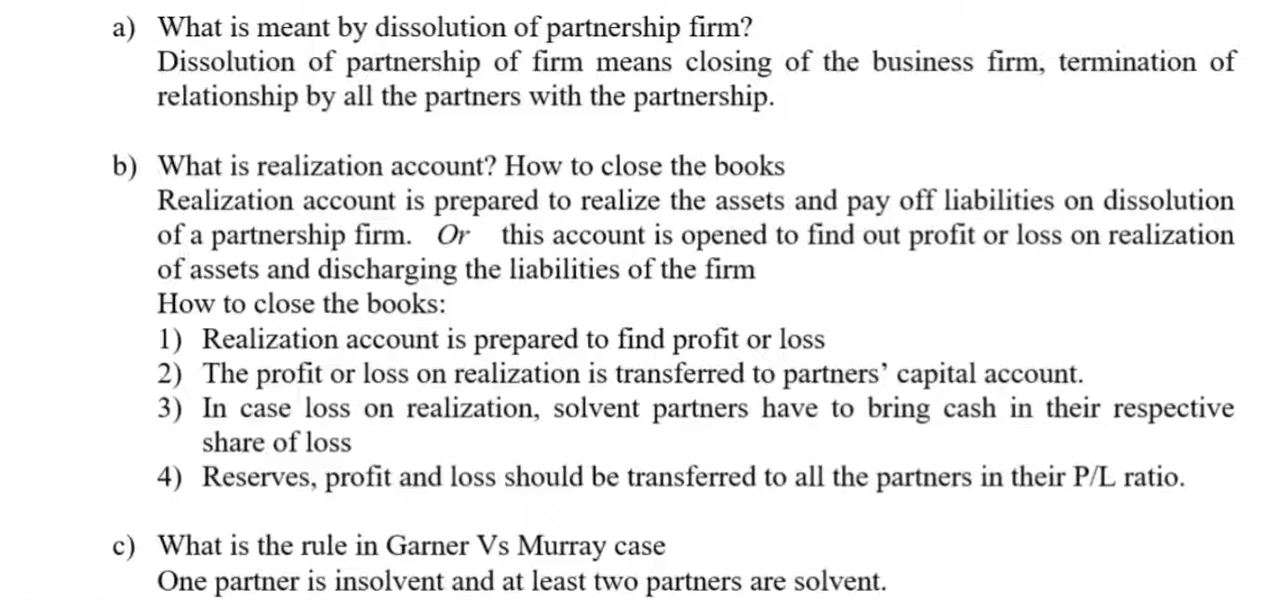 a) What is meant by dissolution of partnership firm?
Dissolution of partnership of firm means closing of the business firm, termination of
relationship by all the partners with the partnership.
b) What is realization account? How to close the books
Realization account is prepared to realize the assets and pay off liabilities on dissolution
of a partnership firm. Or this account is opened to find out profit or loss on realization
of assets and discharging the liabilities of the firm
How to close the books:
1) Realization account is prepared to find profit or loss
2) The profit or loss on realization is transferred to partners’ capital account.
3) In case loss on realization, solvent partners have to bring cash in their respective
share of loss
4) Reserves, profit and loss should be transferred to all the partners in their P/L ratio.
c) What is the rule in Garner Vs Murray case
One partner is insolvent and at least two partners are solvent.